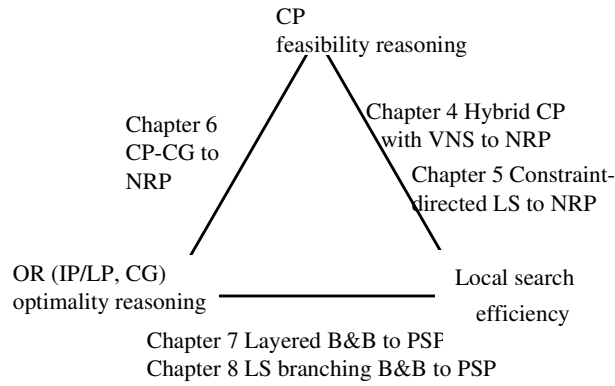 CP
feasibility reasoning
Chapter 6
CP-CG to
NRP
Chapter 4 Hybrid CP
with VNS to NRP
Chapter 5 Constraint-
directed LS to NRP
OR (IP/LP, CG)
optimality reasoning
Local search
efficiency
Chapter 7 Layered B&B to PSP
Chapter 8 LS branching B&B to PSP